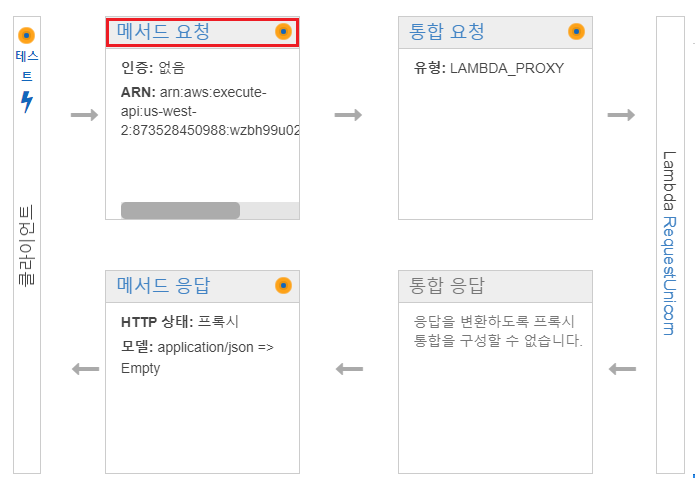 테스
트
클라이언트
메서드 요청
인증: 없음
ARN: arn:aws:execute-
api:us-west-
2:873528450988:wzbh99u02
통합 요청
유형: LAMBDA_PROXY
Lambda RequestUnicorn
메서드 응답
HTTP 상태: 프록시
모델: application/json =>
Empty
통합 응답
응답을 변환하도록 프록시
통합을 구성할 수 없습니다.